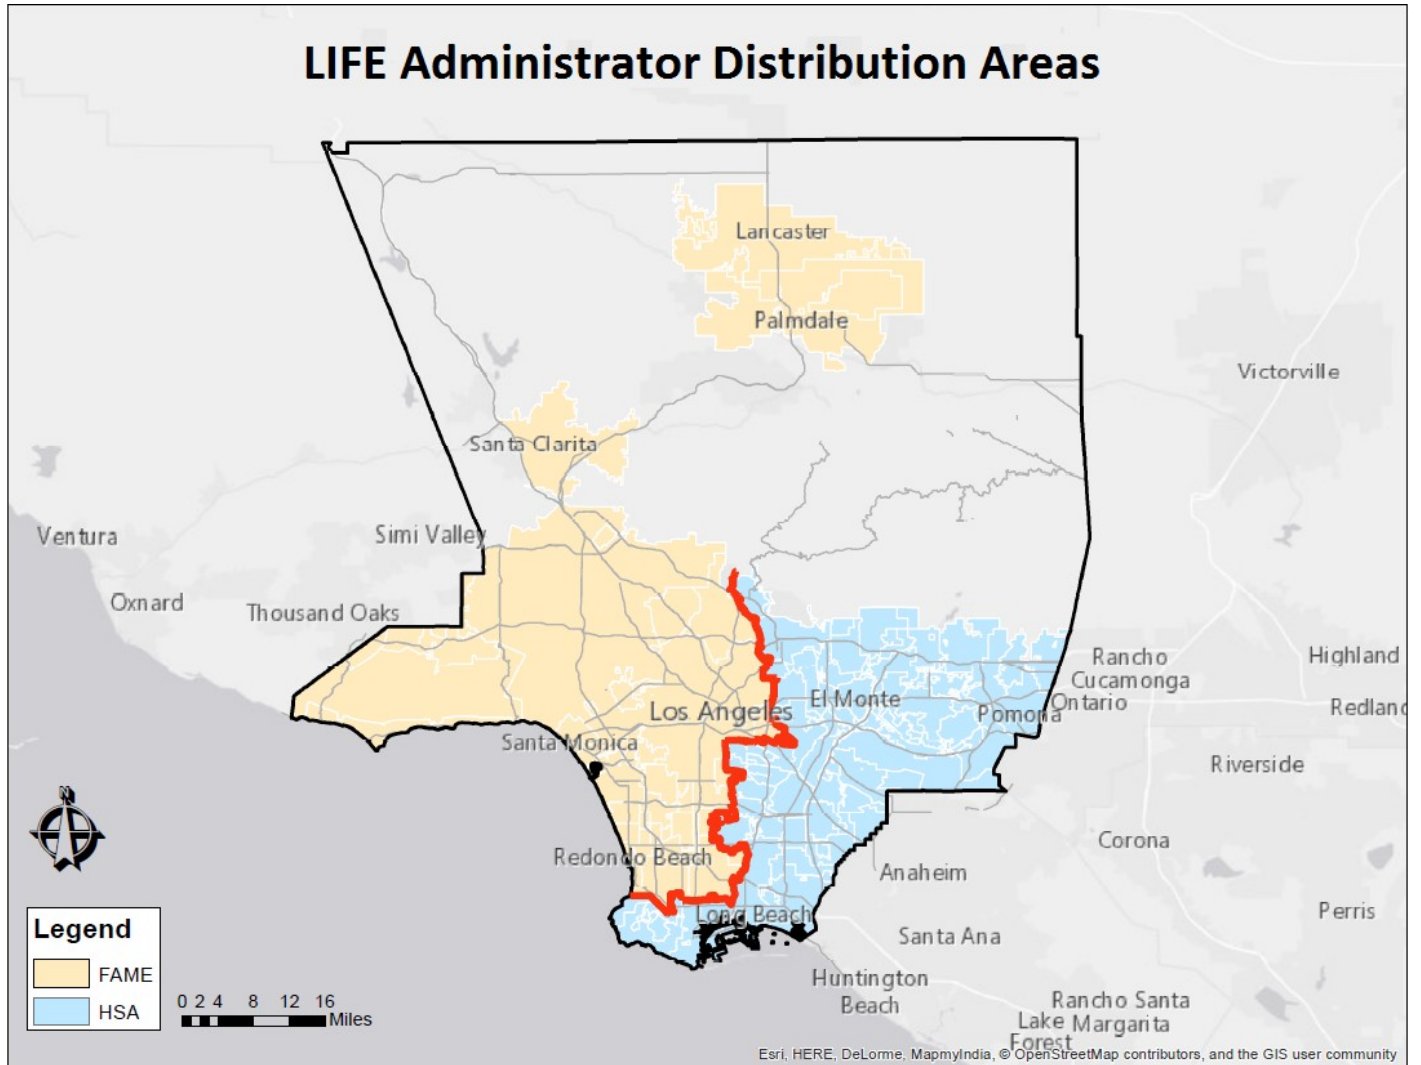 LIFE Administrator Distribution Areas
Lancaster
Palmdale
Victorville
Santa Clarita
Ventura
Simi Valley
Oxnard
Thousand Oaks
Rancho
Cucamonga
Highland
El Monte
Ontario
Pomona
Redland
Los Angeles
Santa Monica
Riverside
Corona
Redondo Beach
Anaheim
Long Beach
Perris
Santa Ana
Huntington
Beach
Rancho Santa
Margarita
Lake
Forest
N
Legend
FAME
HSA
0 2 4 8 12 16
Miles
Esri, HERE, DeLorme, MapmyIndia, © OpenStreetMap contributors, and the GIS user community